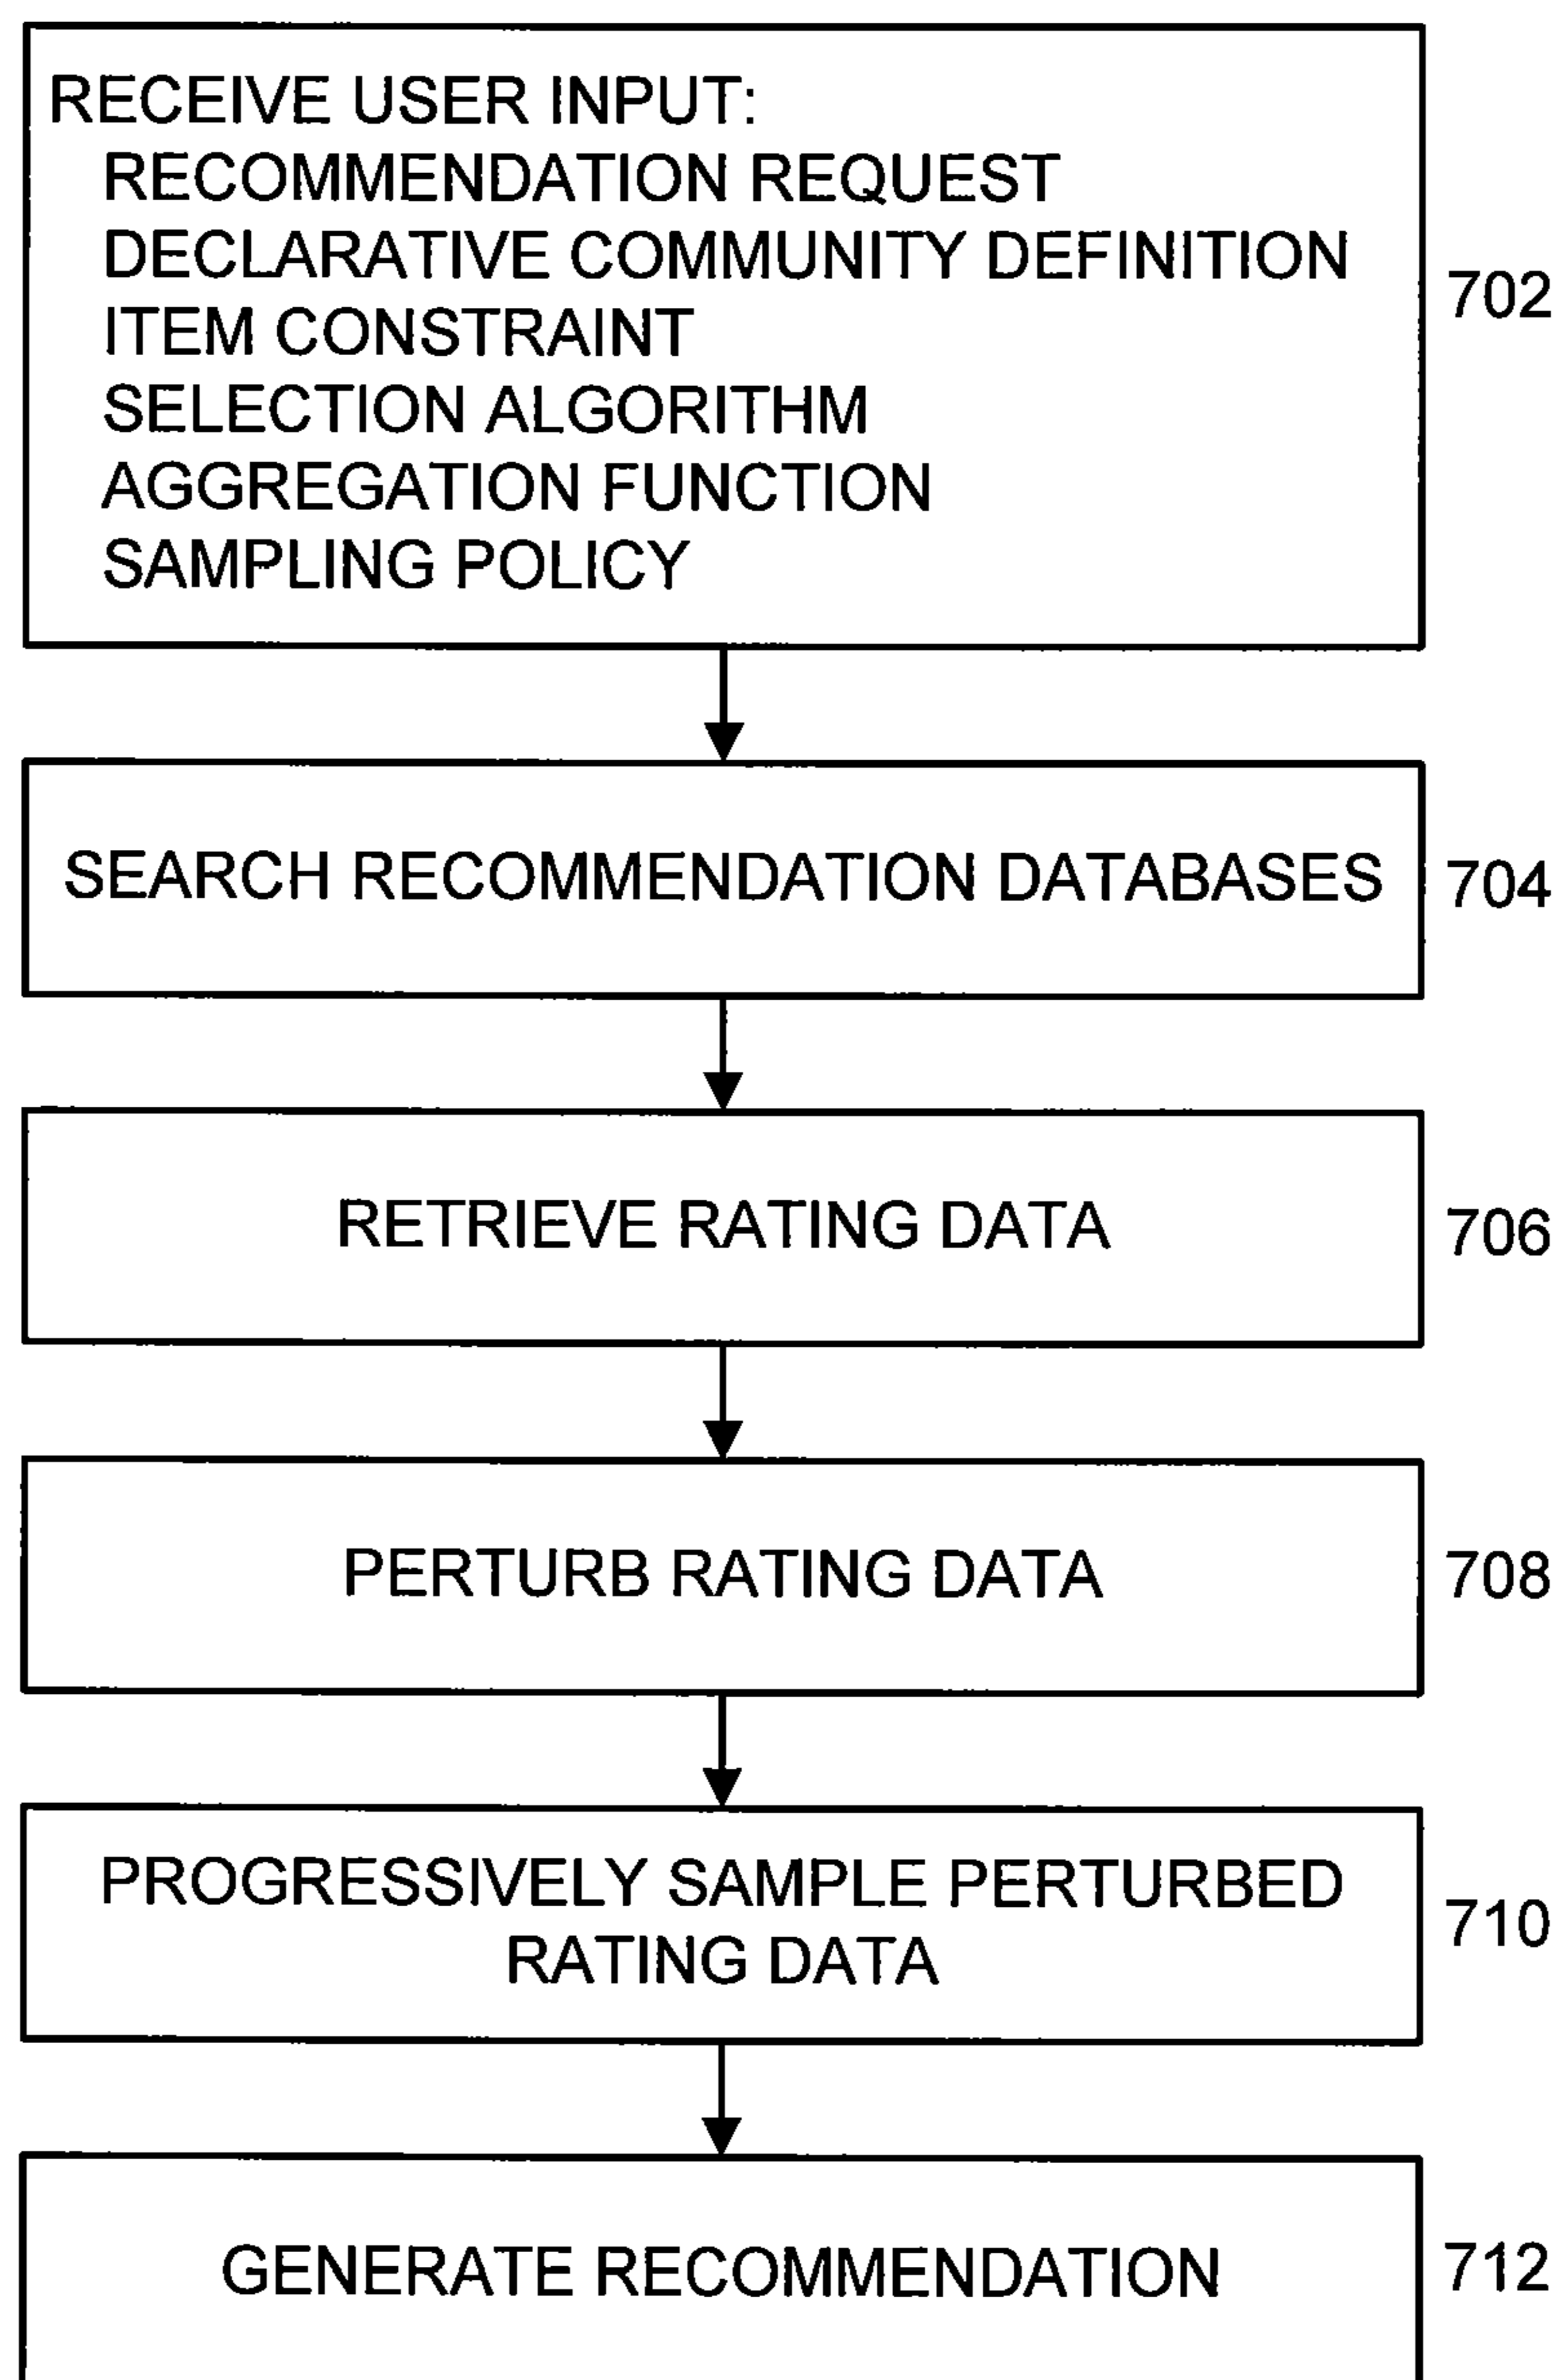 RECEIVE USER INPUT:
RECOMMENDATION REQUEST
DECLARATIVE COMMUNITY DEFINITION
ITEM CONSTRAINT
SELECTION ALGORITHM
AGGREGATION FUNCTION
SAMPLING POLICY
702
SEARCH RECOMMENDATION DATABASES
704
RETRIEVE RATING DATA
706
PERTURB RATING DATA
708
PROGRESSIVELY SAMPLE PERTURBED
RATING DATA
710
GENERATE RECOMMENDATION
712